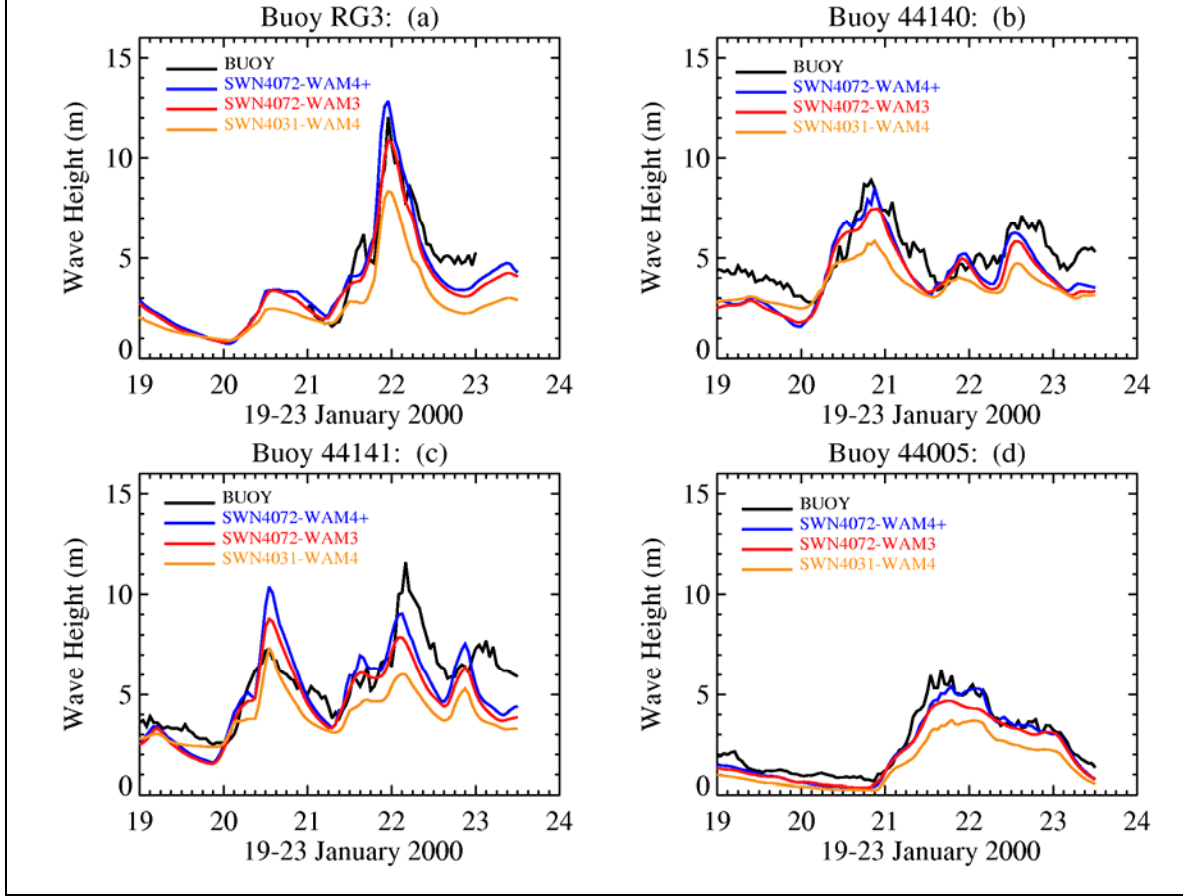 Buoy RG3: (a)
15
10
5
0
Wave Height (m)
BUOY
SWN4072-WAM4+
SWN4072-WAM3
SWN4031-WAM4
19 20 21 22 23 24
19-23 January 2000
Buoy 44140: (b)
15
10
5
0
Wave Height (m)
BUOY
SWN4072-WAM4+
SWN4072-WAM3
SWN4031-WAM4
19 20 21 22 23 24
19-23 January 2000
Buoy 44141: (c)
15
10
5
0
Wave Height (m)
BUOY
SWN4072-WAM4+
SWN4072-WAM3
SWN4031-WAM4
19 20 21 22 23 24
19-23 January 2000
Buoy 44005: (d)
15
10
5
0
Wave Height (m)
BUOY
SWN4072-WAM4+
SWN4072-WAM3
SWN4031-WAM4
19 20 21 22 23 24
19-23 January 2000